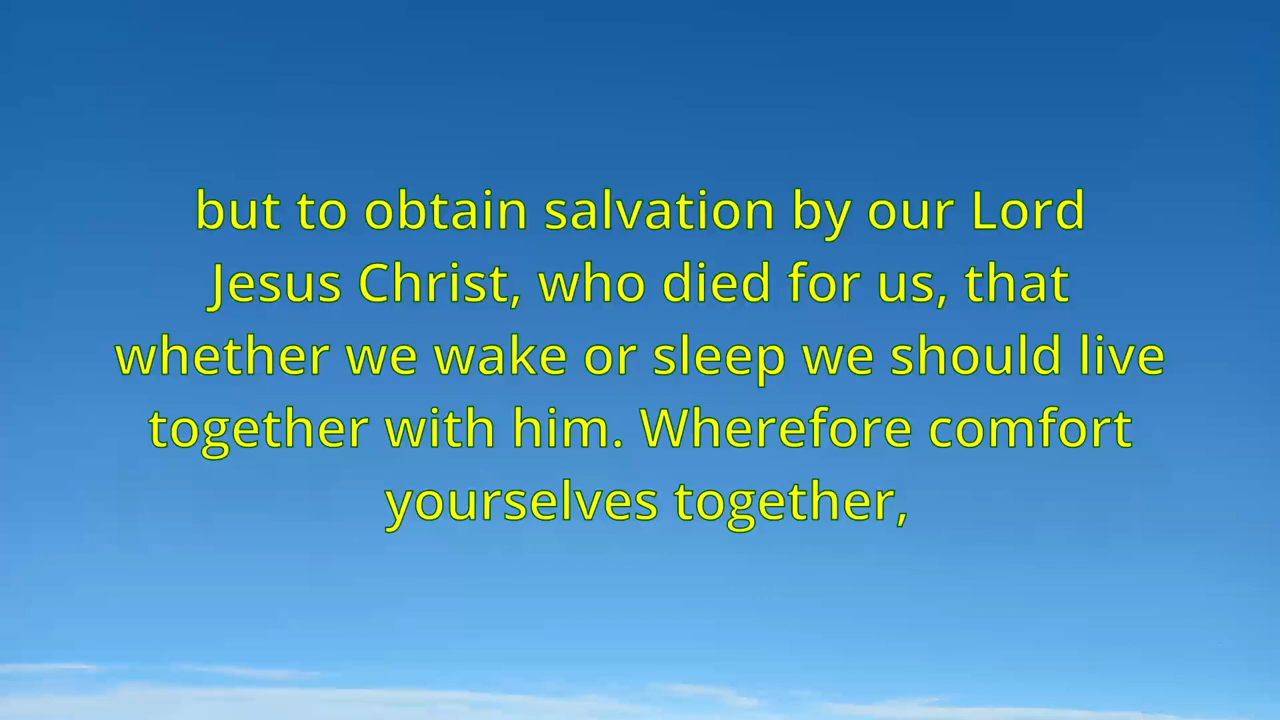 but to obtain salvation by our Lord
Jesus Christ, who died for us, that
whether we wake or sleep we should live
together with him. Wherefore comfort
yourselves together,